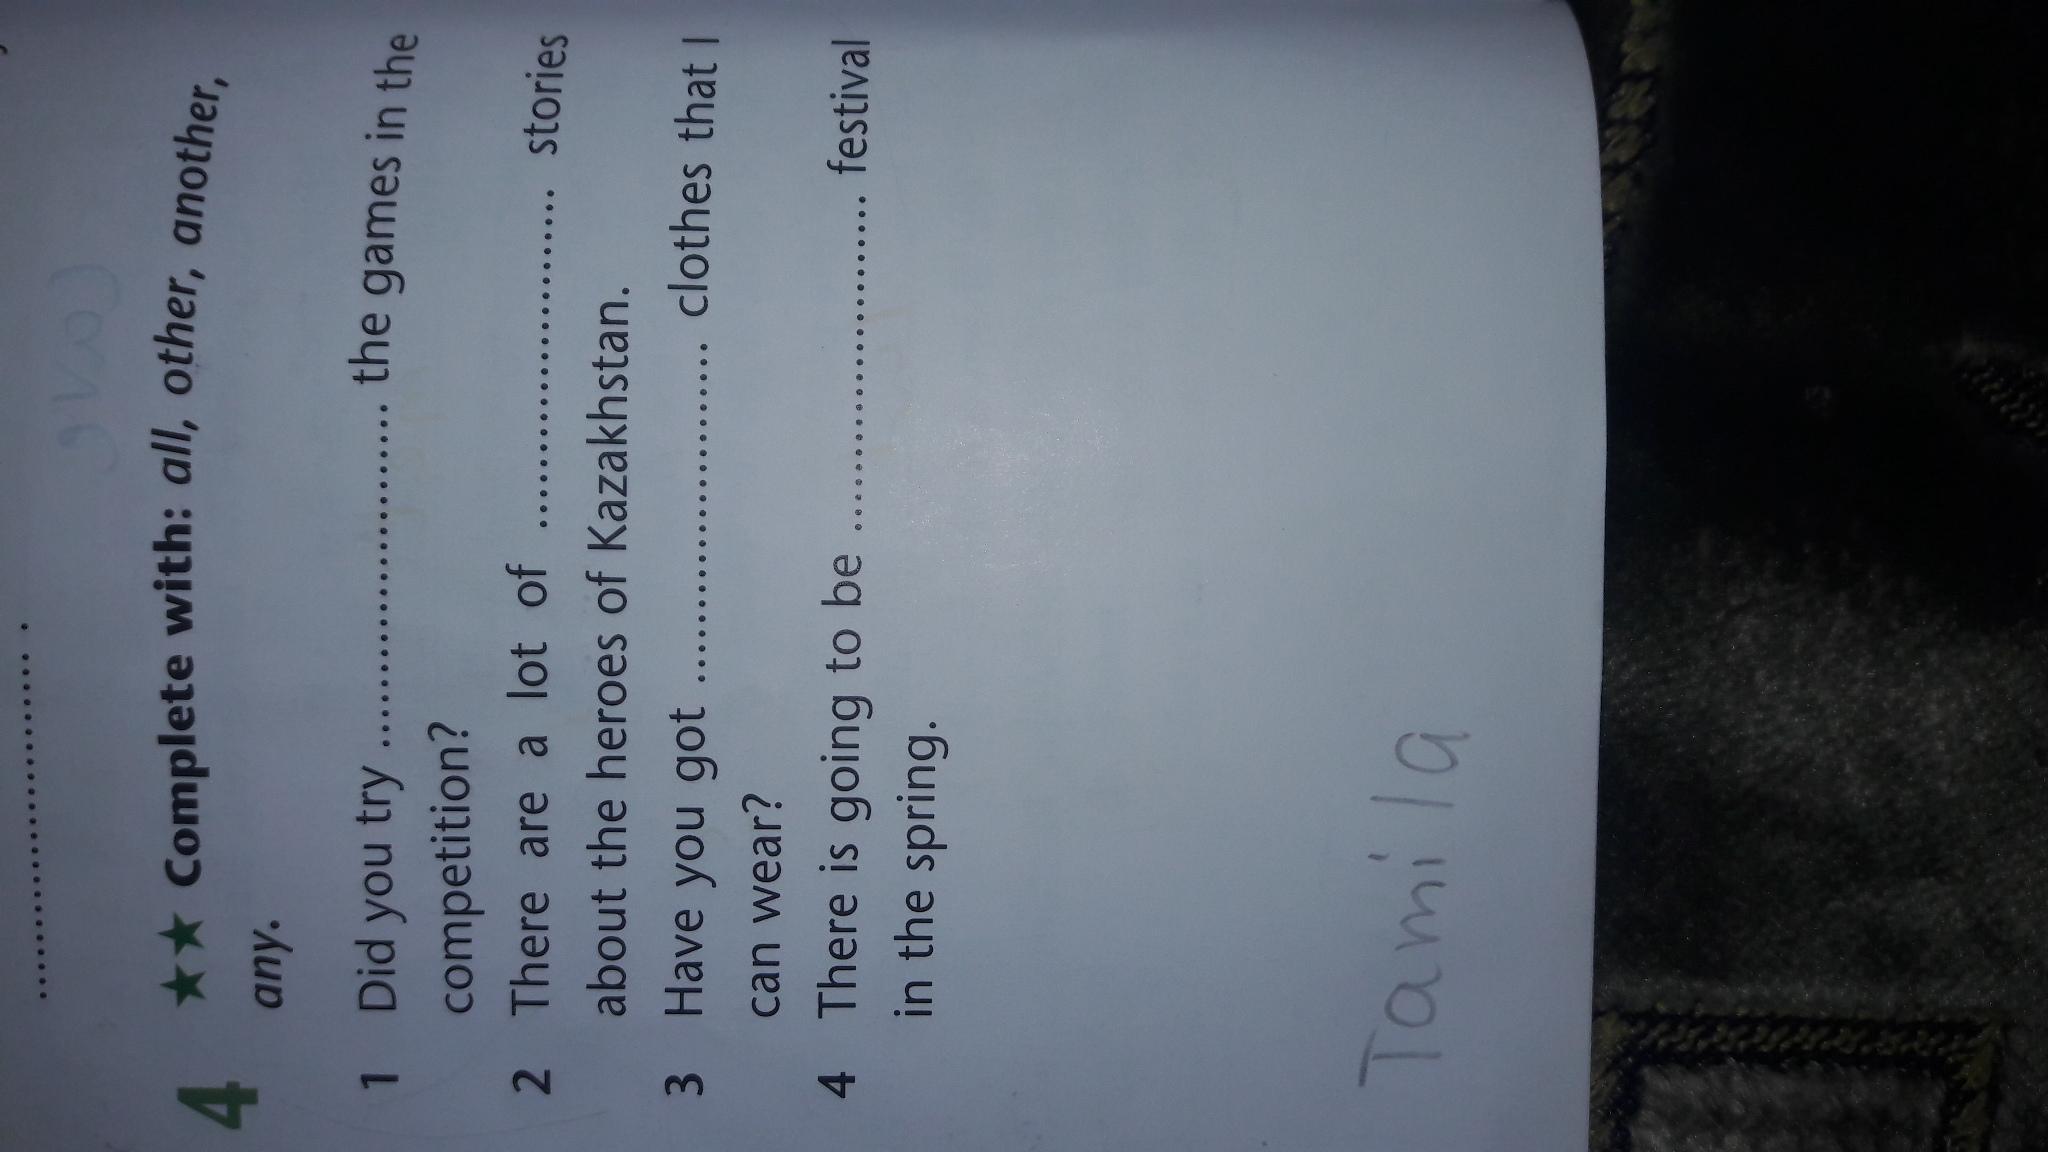 4 ★★ Complete with: all, other, another,
any.
1 Did you try .............................. the games in the
competition?
2 There are a lot of .............................. stories
about the heroes of Kazakhstan.
3 Have you got .............................. clothes that I
can wear?
4 There is going to be .............................. festival
in the spring.
Tamila